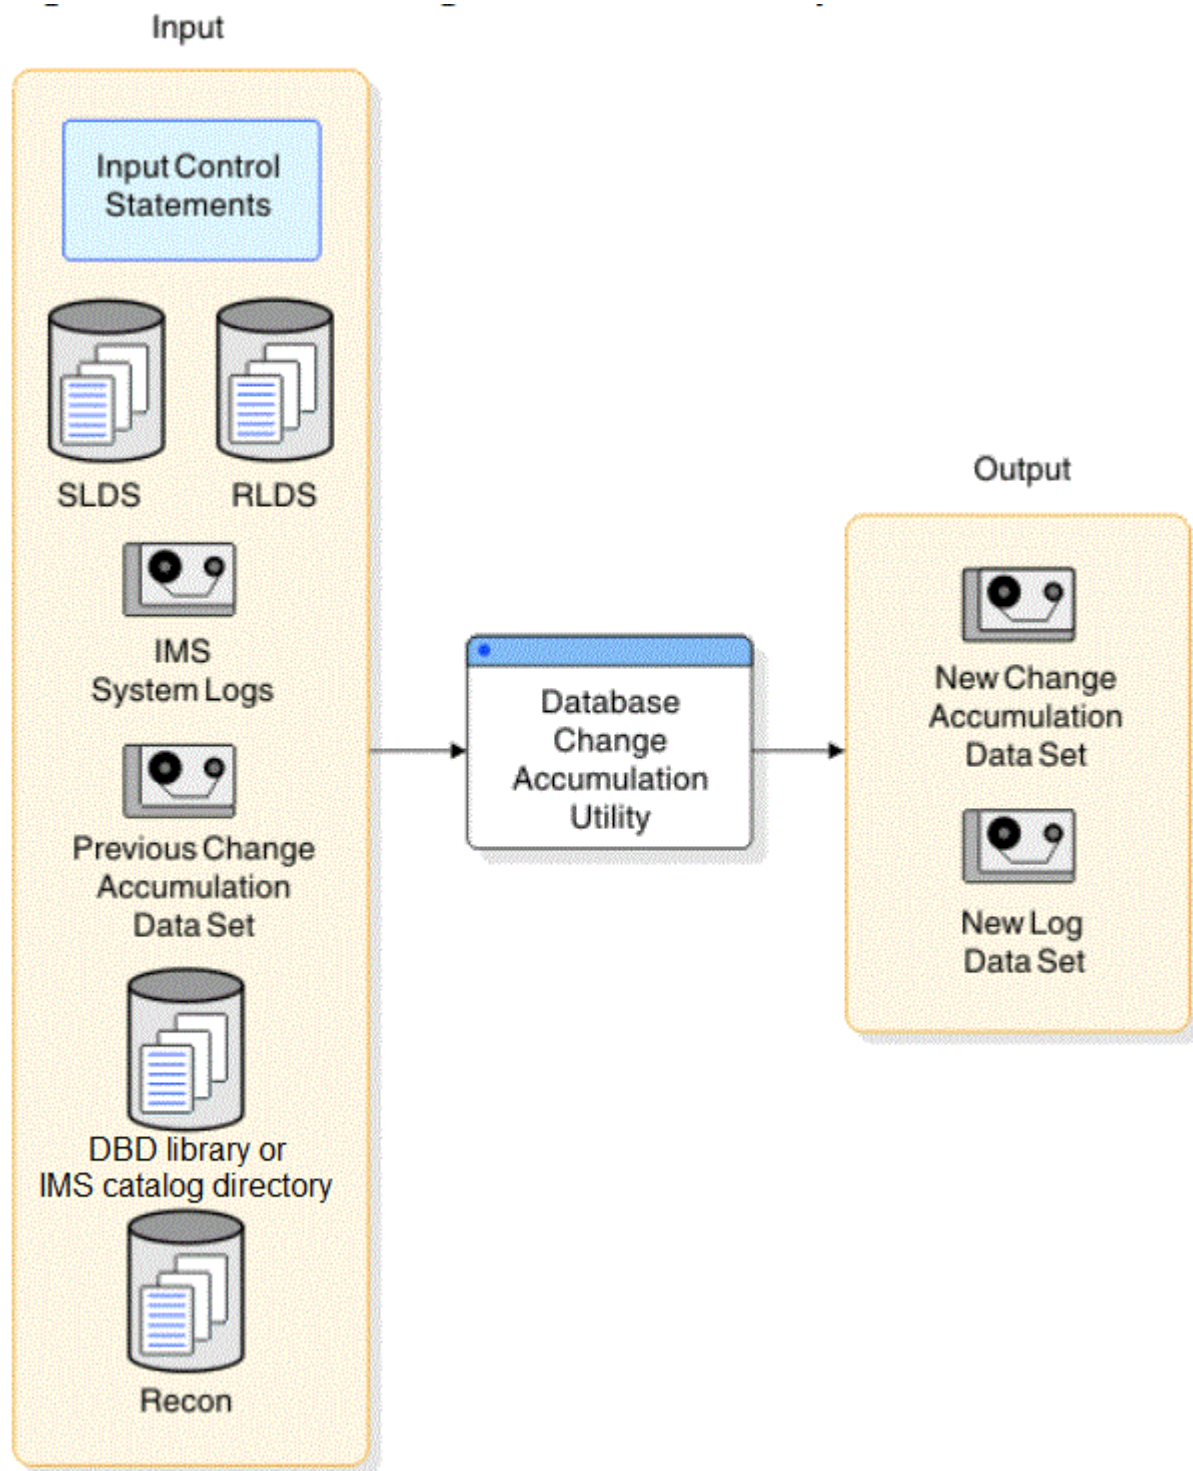 Input
Input Control
Statements
SLDS
RLDS
IMS
System Logs
Previous Change
Accumulation
Data Set
DBD library or
IMS catalog directory
Recon
Database
Change
Accumulation
Utility
Output
New Change
Accumulation
Data Set
New Log
Data Set